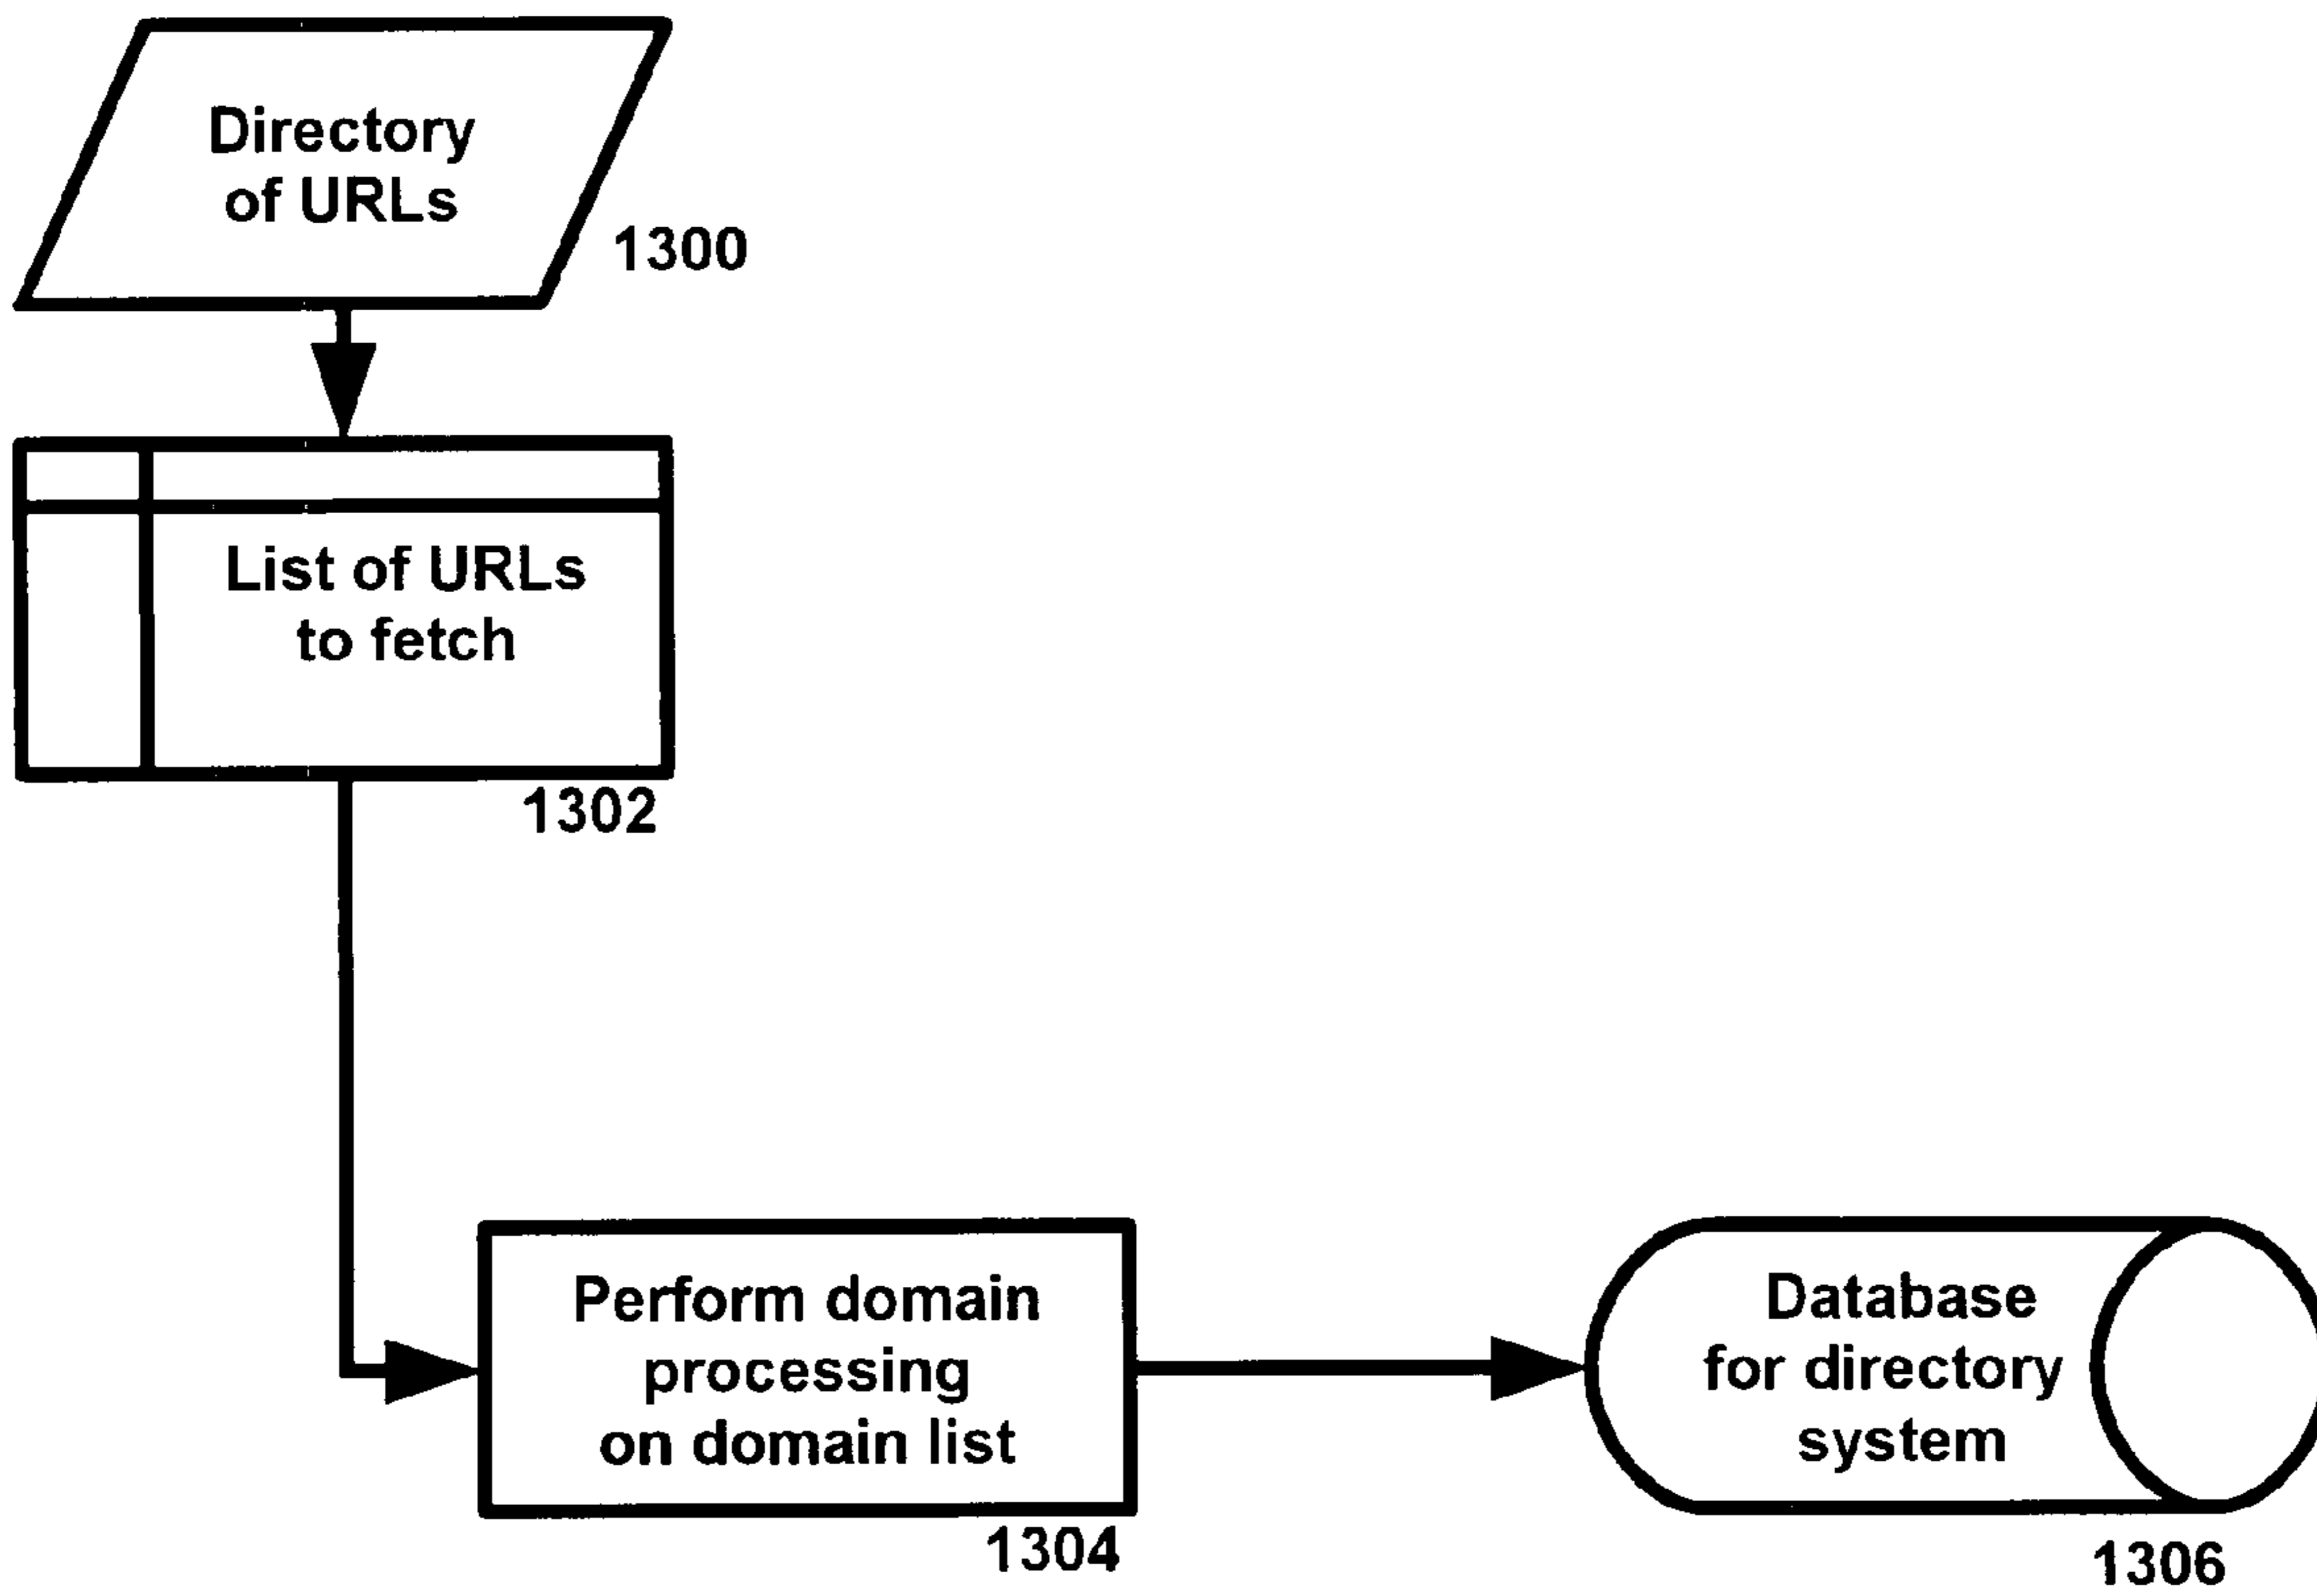 Directory
of URLs
1300
List of URLs
to fetch
1302
Perform domain
processing
on domain list
1304
Database
for directory
system
1306